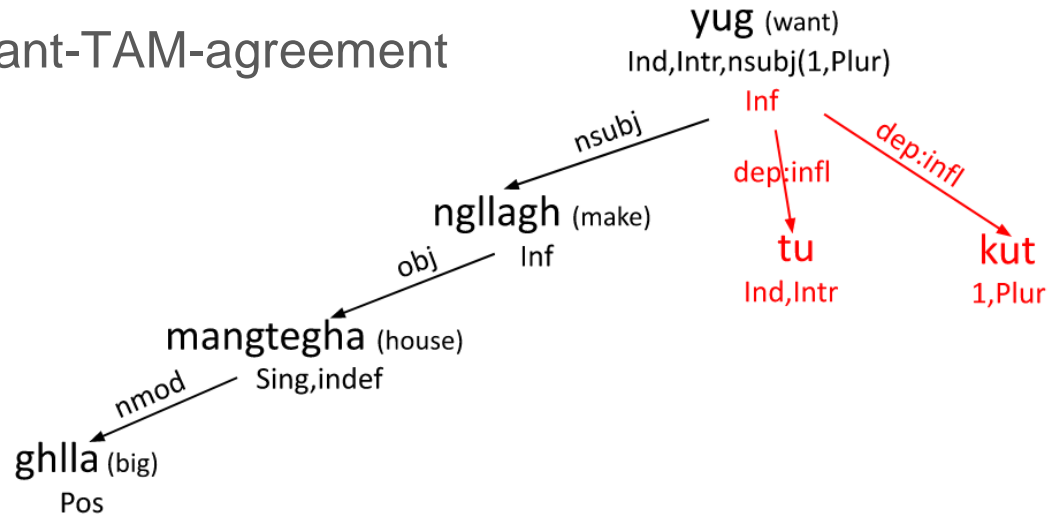 ant-TAM-agreement
yug (want)
Ind,Intr,nsubj(1,Plur)
Inf
nsubj
dep:infl
dep:infl
ngllagh (make)
Inf
tu
Ind,Intr
kut
1,Plur
obj
mangtegha (house)
Sing,indef
nmod
ghlla (big)
Pos